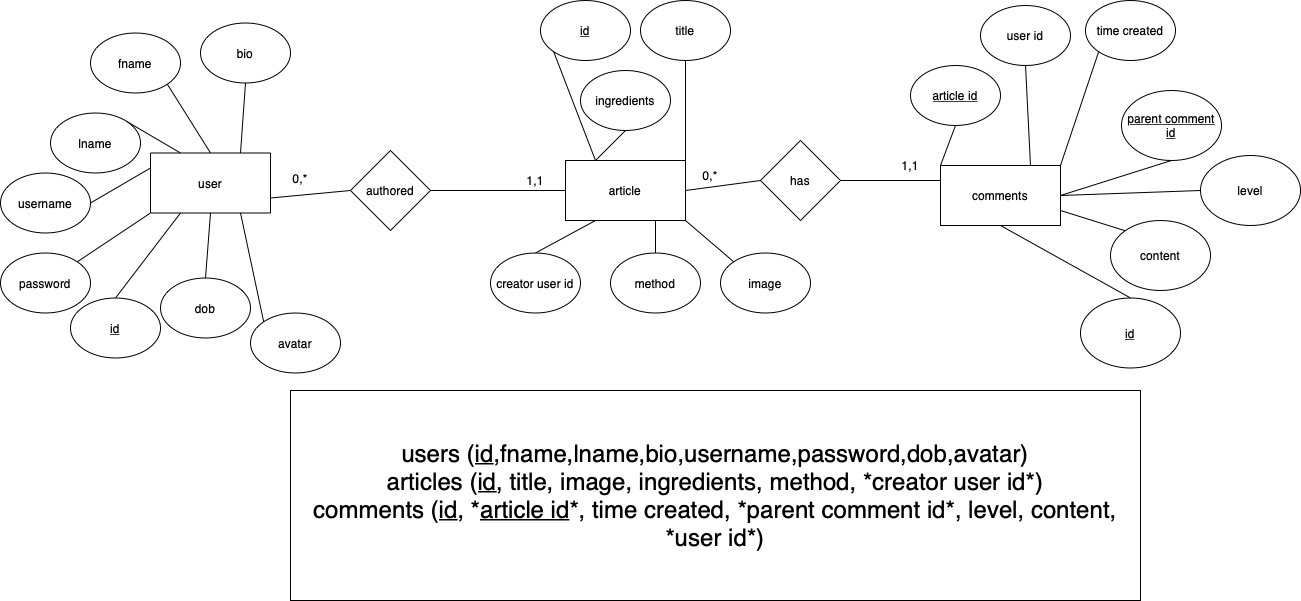 id
title
user id
time created
fname
bio
ingredients
article id
parent comment
id
lname
user
0,*
authored
1,1
article
0,*
has
1,1
comments
level
username
password
creator user id
method
image
content
id
dob
avatar
id
users (id,fname,lname,bio,username,password,dob,avatar)
articles (id, title, image, ingredients, method, *creator user id*)
comments (id, *article id*, time created, *parent comment id*, level, content,
*user id*)